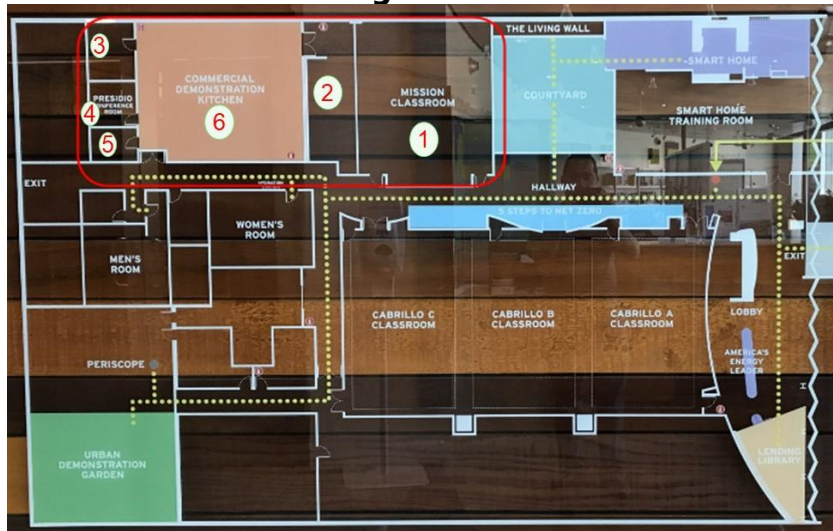 THE LIVING WALL
3
SMART HOME
COMMERCIAL
DEMONSTRATION
KITCHEN
6
2
MISSION
CLASSROOM
1
COURTYARD
PRESIDIO
CONFERENCE
ROOM
4
5
SMART HOME
TRAINING ROOM
EXIT
HALLWAY
5 STEPS TO NET ZERO
WOMEN'S
ROOM
MEN'S
ROOM
EXIT
CABRILLO C
CLASSROOM
CABRILLO B
CLASSROOM
CABRILLO A
CLASSROOM
LOBBY
AMERICA'S
ENERGY
LEADER
PERISCOPE
URBAN
DEMONSTRATION
GARDEN
LENDING
LIBRARY